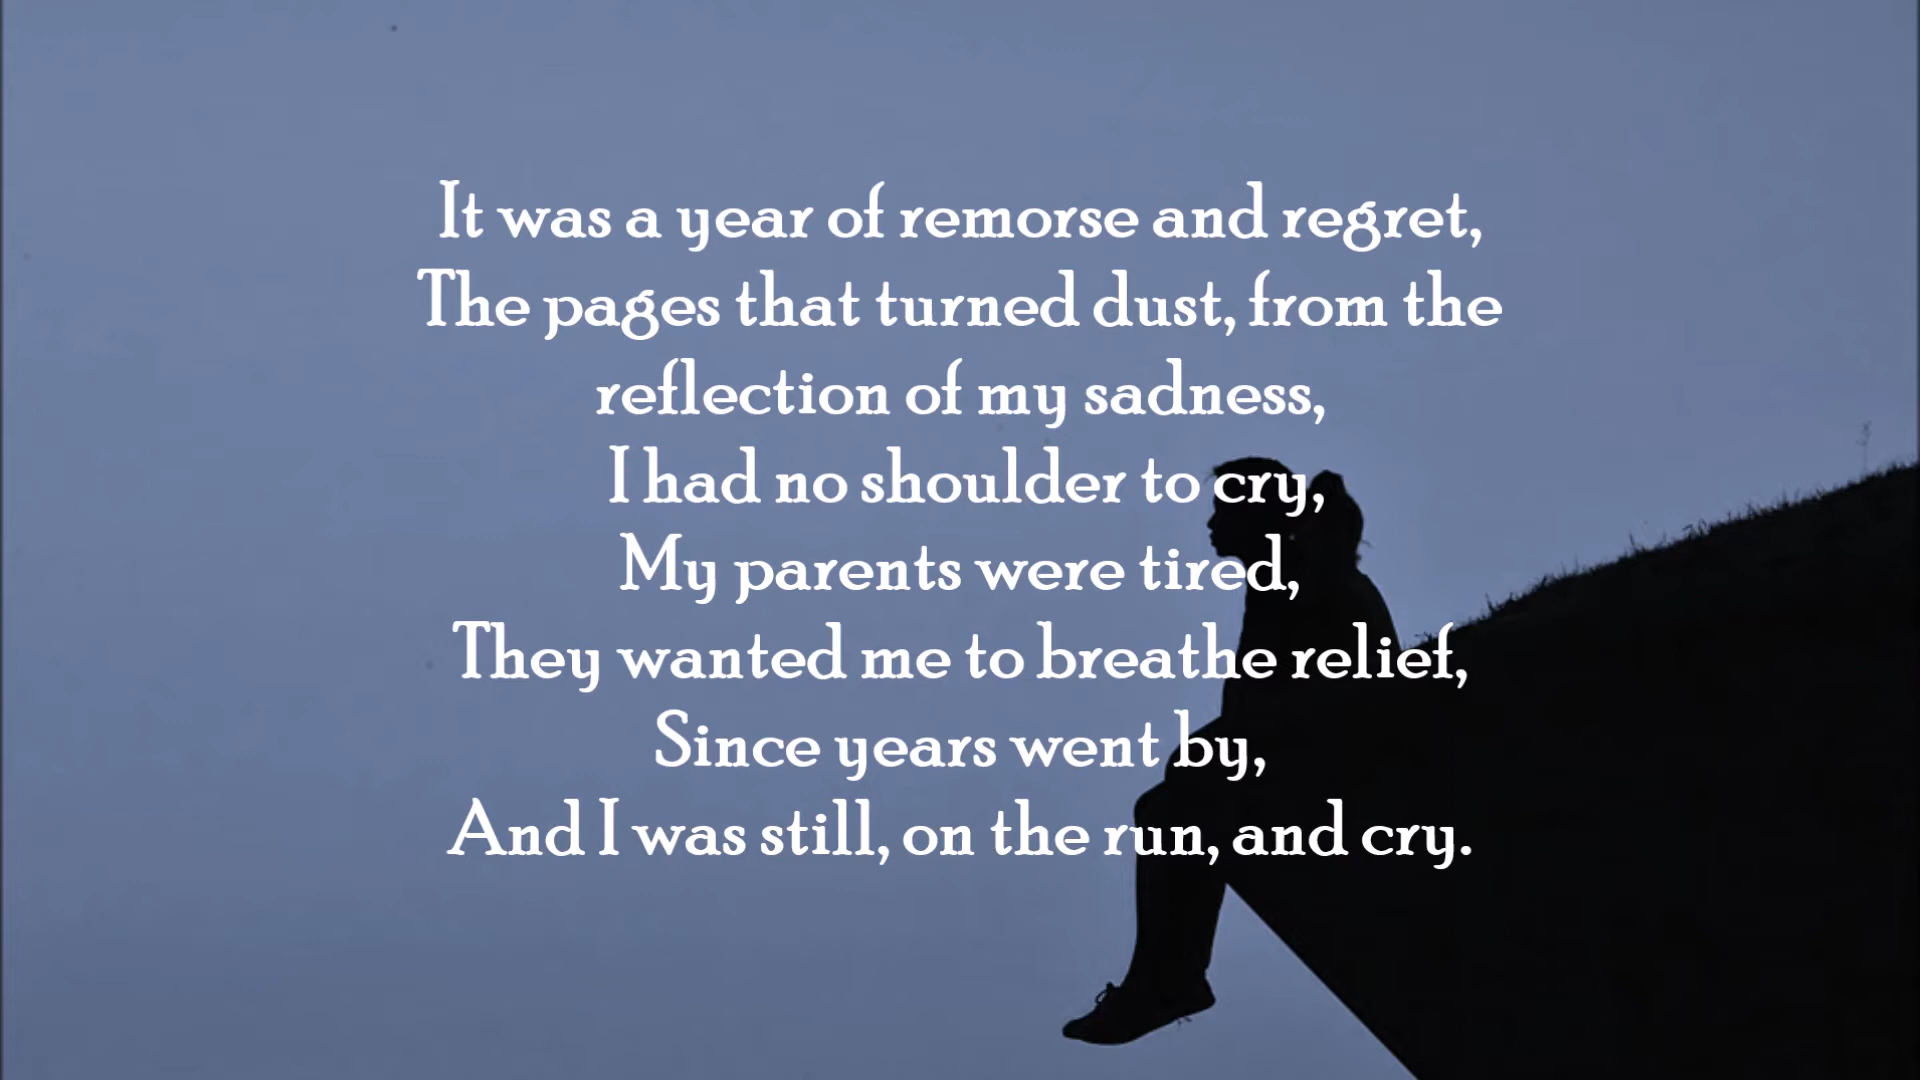 It was a year of remorse and regret,
The pages that turned dust, from the
reflection of my sadness,
I had no shoulder to cry,
My parents were tired,
They wanted me to breathe relief,
Since years went by,
And I was still, on the run, and cry.